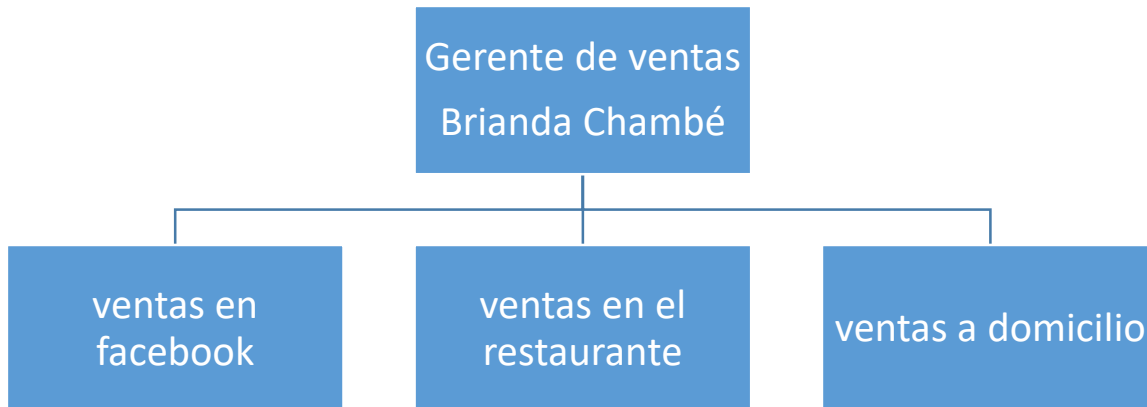 Gerente de ventas
Brianda Chambé
ventas en
facebook
ventas en el
restaurante
ventas a domicilio